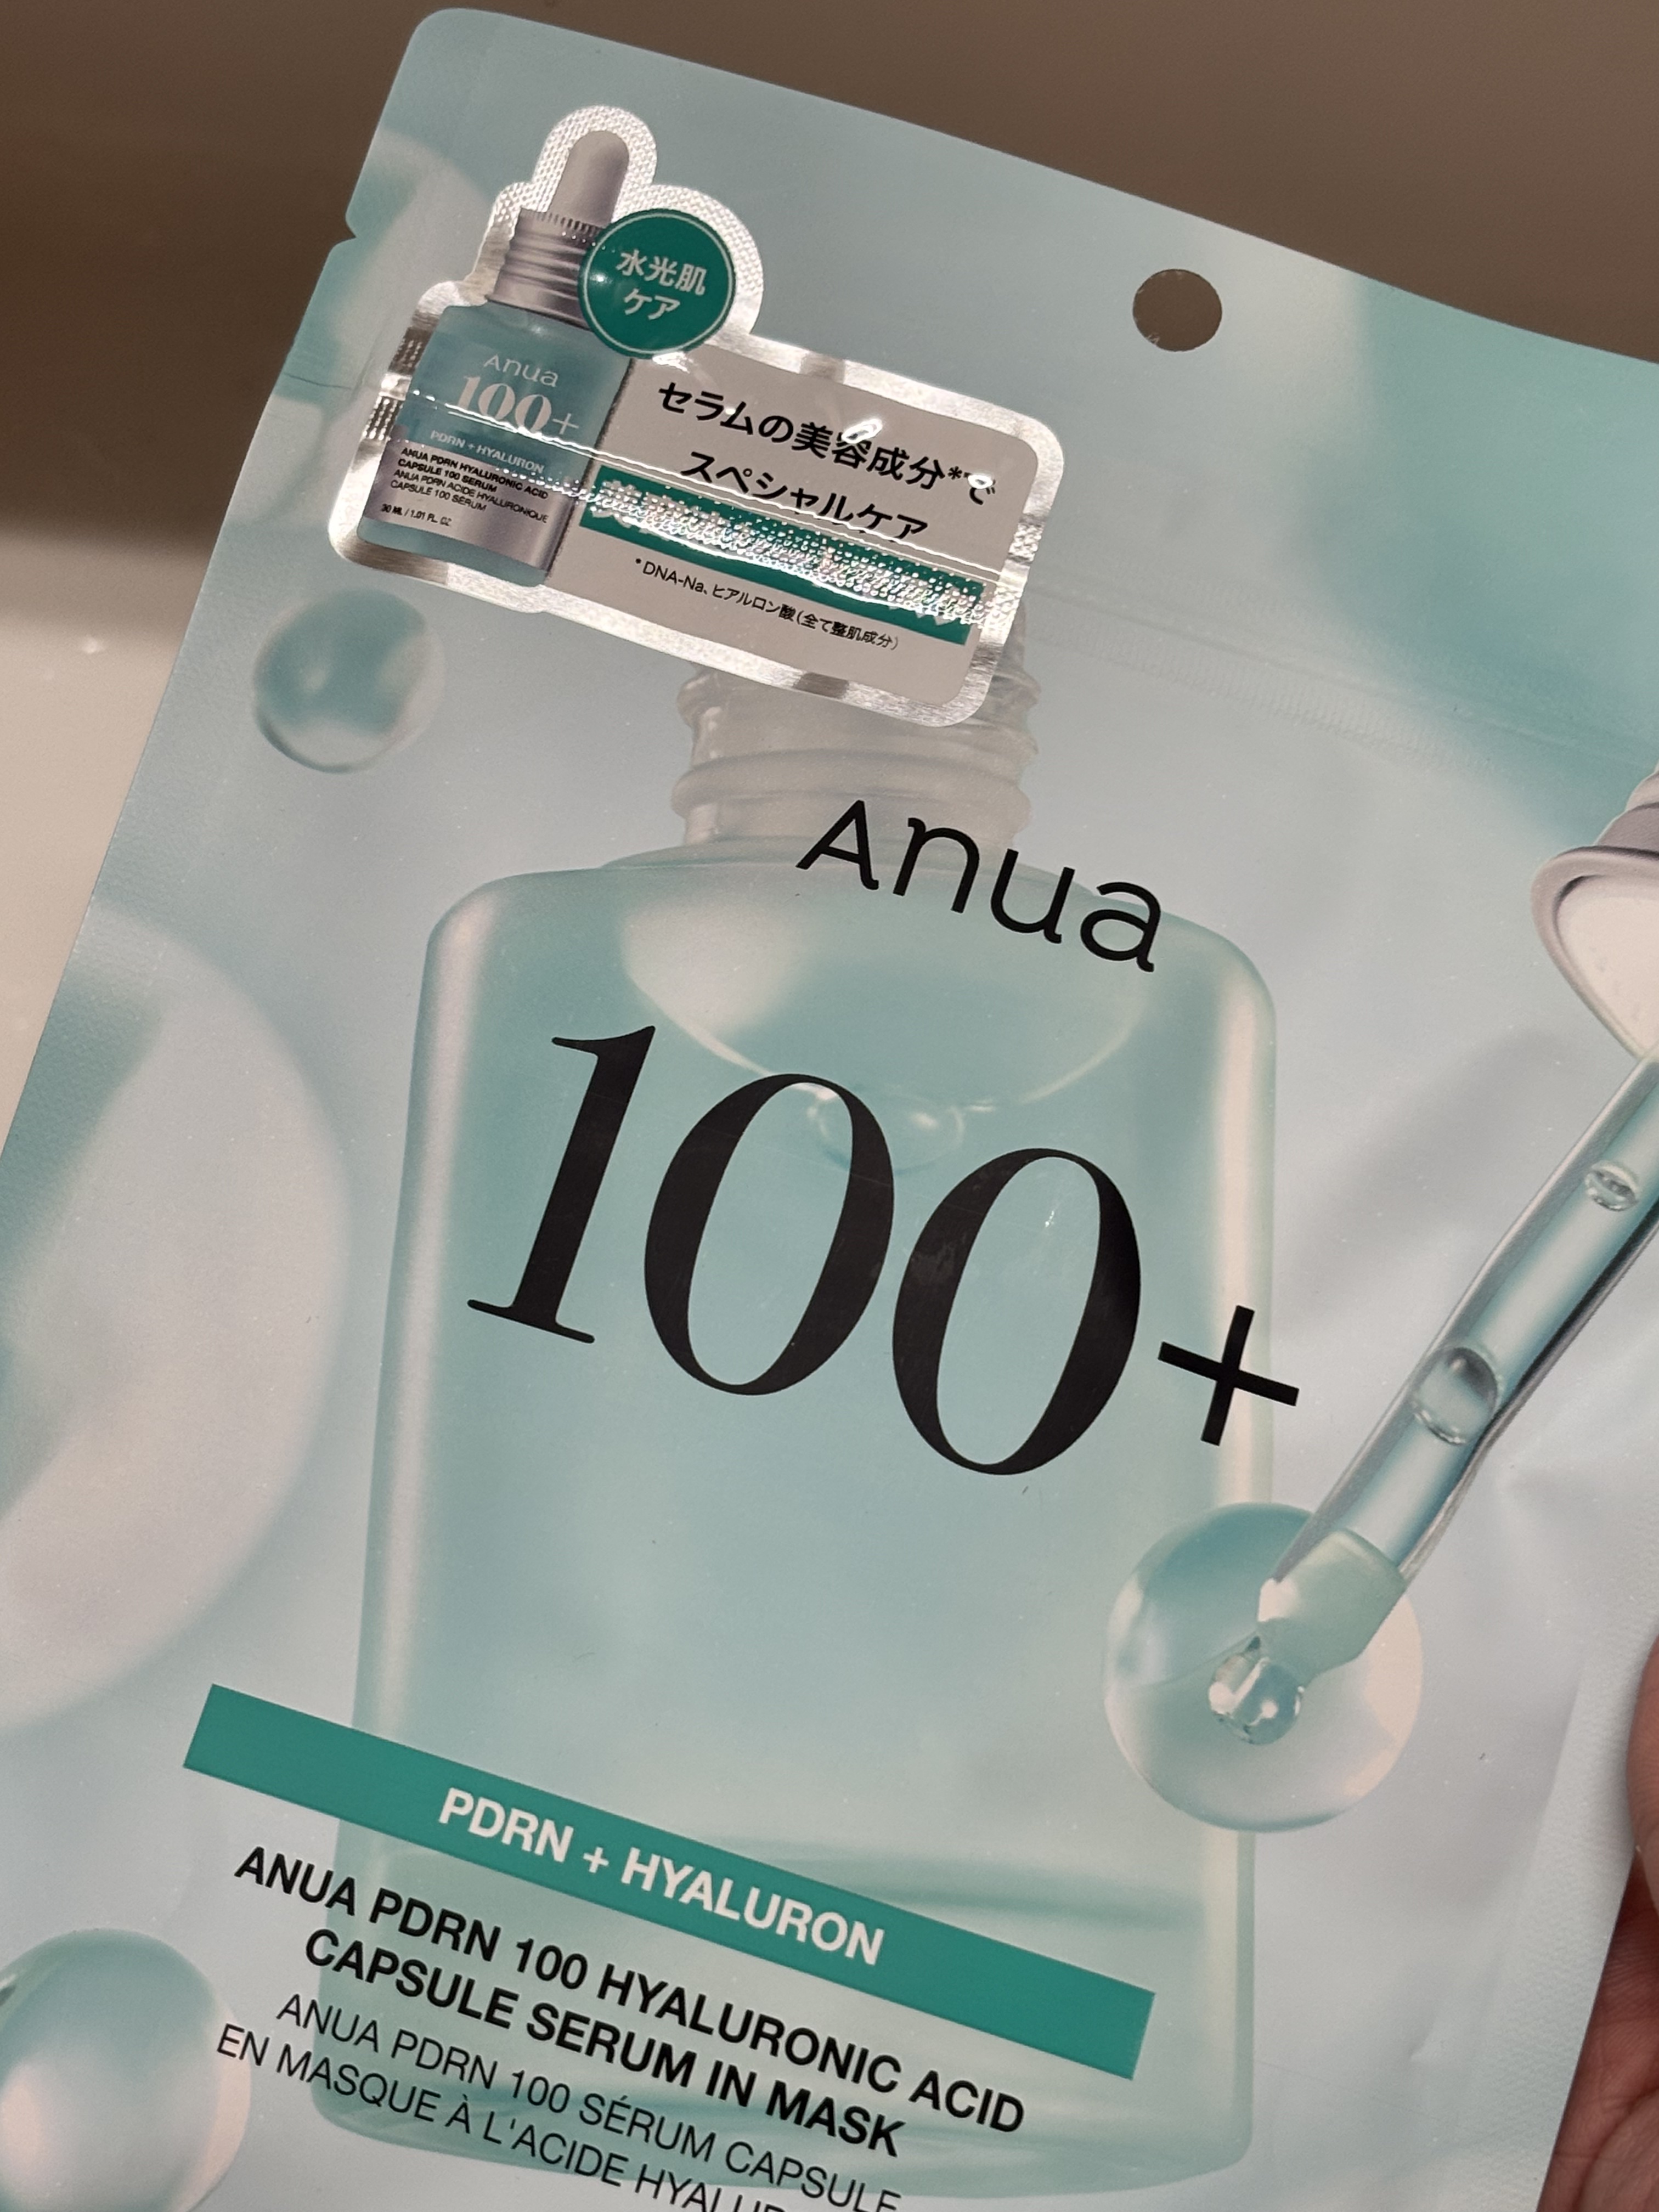 水光肌
ケア
Anua
100+
PDRN + HYALURON
ANUA PDRN HYALURONIC ACID
CAPSULE 100 SERUM
ANUA PDRN ACIDE HYALURONIQUE
CAPSULE 100 SÉRUM
30 ML / 1.01 FL. OZ.
セラムの美容成分*で
スペシャルケア
*DNA-Na、ヒアルロン酸(全て整肌成分)
Anua
100+
PDRN + HYALURON
ANUA PDRN 100 HYALURONIC ACID
CAPSULE SERUM IN MASK
ANUA PDRN 100 SÉRUM CAPSULE
EN MASQUE À L'ACIDE